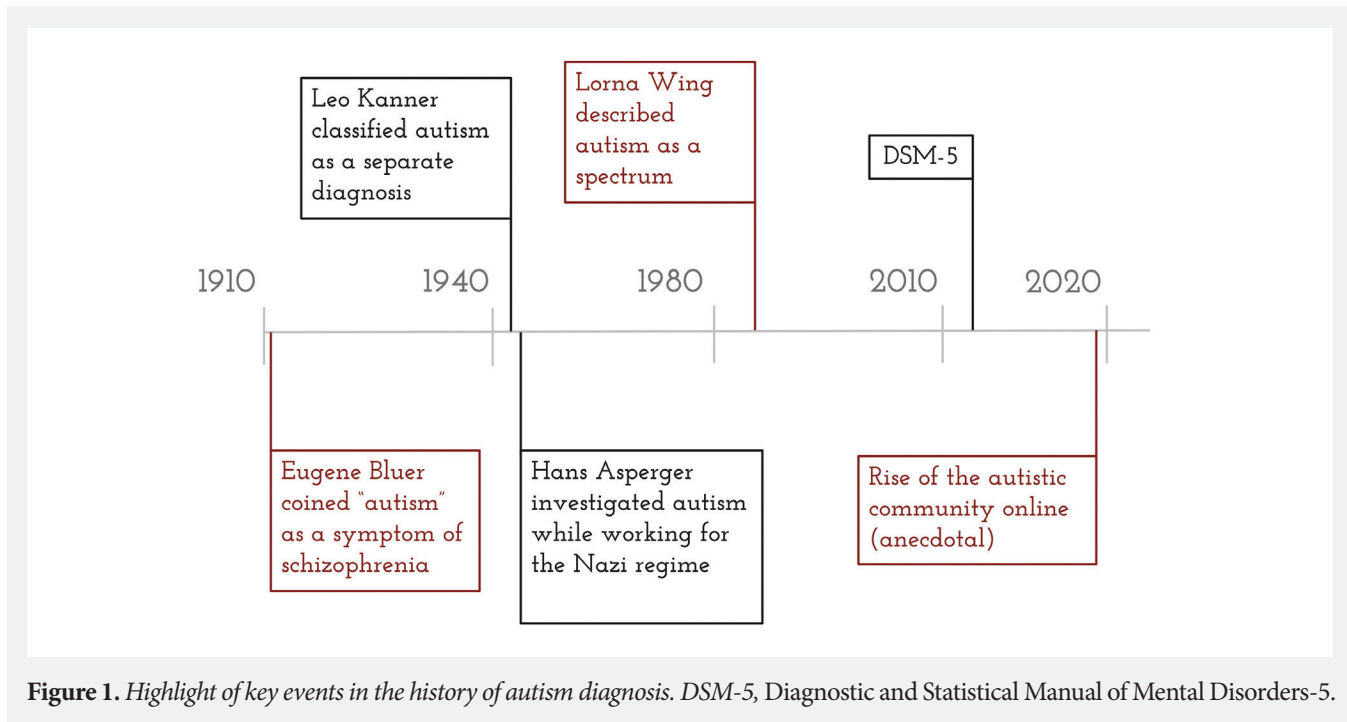 Leo Kanner
classified autism
as a separate
diagnosis
Lorna Wing
described
autism as a
spectrum
DSM-5
1910
1940
1980
2010
2020
Eugene Bluer
coined "autism"
as a symptom of
schizophrenia
Hans Asperger
investigated autism
while working for
the Nazi regime
Rise of the autistic
community online
(anecdotal)
Figure 1. Highlight of key events in the history of autism diagnosis. DSM-5, Diagnostic and Statistical Manual of Mental Disorders-5.